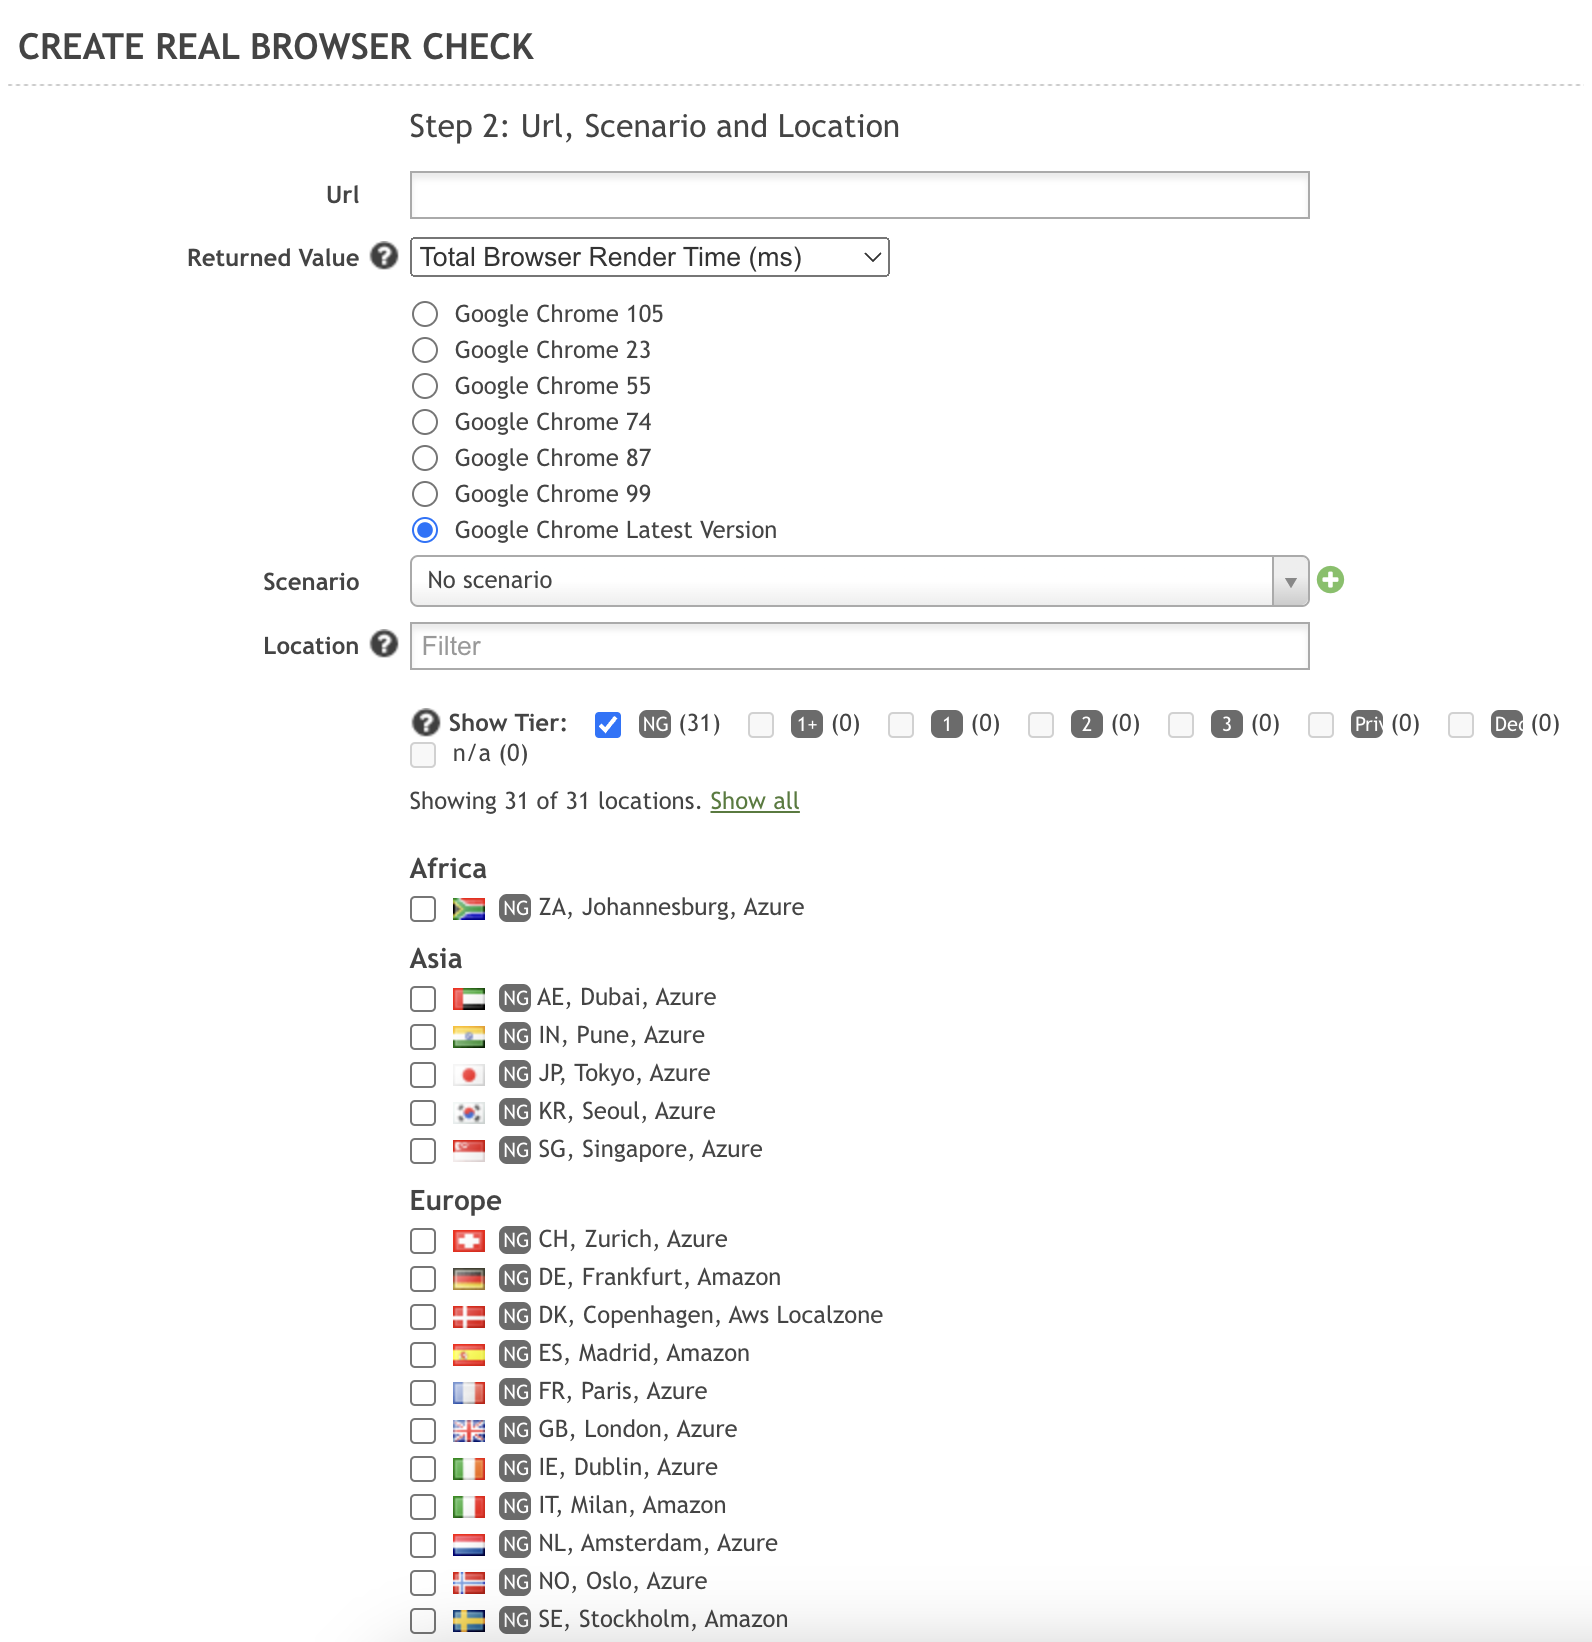 CREATE REAL BROWSER CHECK
Step 2: Url, Scenario and Location
Url
Returned Value ? Total Browser Render Time (ms)
Google Chrome 105
Google Chrome 23
Google Chrome 55
Google Chrome 74
Google Chrome 87
Google Chrome 99
Google Chrome Latest Version
Scenario No scenario
Location ? Filter
? Show Tier: NG (31) 1+ (0) 1 (0) 2 (0) 3 (0) Priv (0) Dec (0)
n/a (0)
Showing 31 of 31 locations. Show all
Africa
NG ZA, Johannesburg, Azure
Asia
NG AE, Dubai, Azure
NG IN, Pune, Azure
NG JP, Tokyo, Azure
NG KR, Seoul, Azure
NG SG, Singapore, Azure
Europe
NG CH, Zurich, Azure
NG DE, Frankfurt, Amazon
NG DK, Copenhagen, Aws Localzone
NG ES, Madrid, Amazon
NG FR, Paris, Azure
NG GB, London, Azure
NG IE, Dublin, Azure
NG IT, Milan, Amazon
NG NL, Amsterdam, Azure
NG NO, Oslo, Azure
NG SE, Stockholm, Amazon